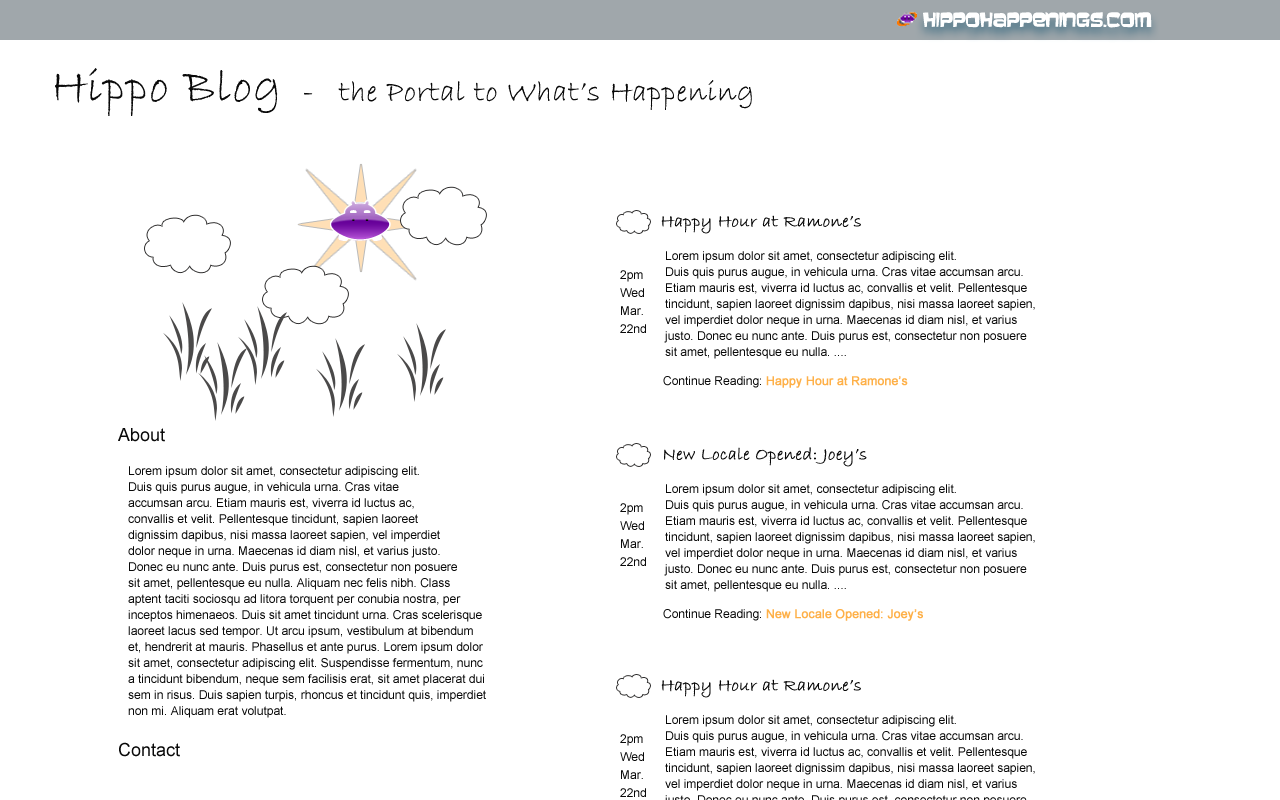 HippoHappenings.com
Hippo Blog - the Portal to What's Happening
About
Lorem ipsum dolor sit amet, consectetur adipiscing elit.
Duis quis purus augue, in vehicula urna. Cras vitae
accumsan arcu. Etiam mauris est, viverra id luctus ac,
convallis et velit. Pellentesque tincidunt, sapien laoreet
dignissim dapibus, nisi massa laoreet sapien, vel imperdiet
dolor neque in urna. Maecenas id diam nisl, et varius justo.
Donec eu nunc ante. Duis purus est, consectetur non posuere
sit amet, pellentesque eu nulla. Aliquam nec felis nibh. Class
aptent taciti sociosqu ad litora torquent per conubia nostra, per
inceptos himenaeos. Duis sit amet tincidunt urna. Cras scelerisque
laoreet lacus sed tempor. Ut arcu ipsum, vestibulum at bibendum
et, hendrerit at mauris. Phasellus et ante purus. Lorem ipsum dolor
sit amet, consectetur adipiscing elit. Suspendisse fermentum, nunc
a tincidunt bibendum, neque sem facilisis erat, sit amet placerat dui
sem in risus. Duis sapien turpis, rhoncus et tincidunt quis, imperdiet
non mi. Aliquam erat volutpat.
Contact
Happy Hour at Ramone's
2pm
Wed
Mar.
22nd
Lorem ipsum dolor sit amet, consectetur adipiscing elit.
Duis quis purus augue, in vehicula urna. Cras vitae accumsan arcu.
Etiam mauris est, viverra id luctus ac, convallis et velit. Pellentesque
tincidunt, sapien laoreet dignissim dapibus, nisi massa laoreet sapien,
vel imperdiet dolor neque in urna. Maecenas id diam nisl, et varius
justo. Donec eu nunc ante. Duis purus est, consectetur non posuere
sit amet, pellentesque eu nulla. ....
Continue Reading: Happy Hour at Ramone's
New Locale Opened: Joey's
2pm
Wed
Mar.
22nd
Lorem ipsum dolor sit amet, consectetur adipiscing elit.
Duis quis purus augue, in vehicula urna. Cras vitae accumsan arcu.
Etiam mauris est, viverra id luctus ac, convallis et velit. Pellentesque
tincidunt, sapien laoreet dignissim dapibus, nisi massa laoreet sapien,
vel imperdiet dolor neque in urna. Maecenas id diam nisl, et varius
justo. Donec eu nunc ante. Duis purus est, consectetur non posuere
sit amet, pellentesque eu nulla. ....
Continue Reading: New Locale Opened: Joey's
Happy Hour at Ramone's
2pm
Wed
Mar.
22nd
Lorem ipsum dolor sit amet, consectetur adipiscing elit.
Duis quis purus augue, in vehicula urna. Cras vitae accumsan arcu.
Etiam mauris est, viverra id luctus ac, convallis et velit. Pellentesque
tincidunt, sapien laoreet dignissim dapibus, nisi massa laoreet sapien,
vel imperdiet dolor neque in urna. Maecenas id diam nisl, et varius
justo. Donec eu nunc ante. Duis purus est, consectetur non posuere